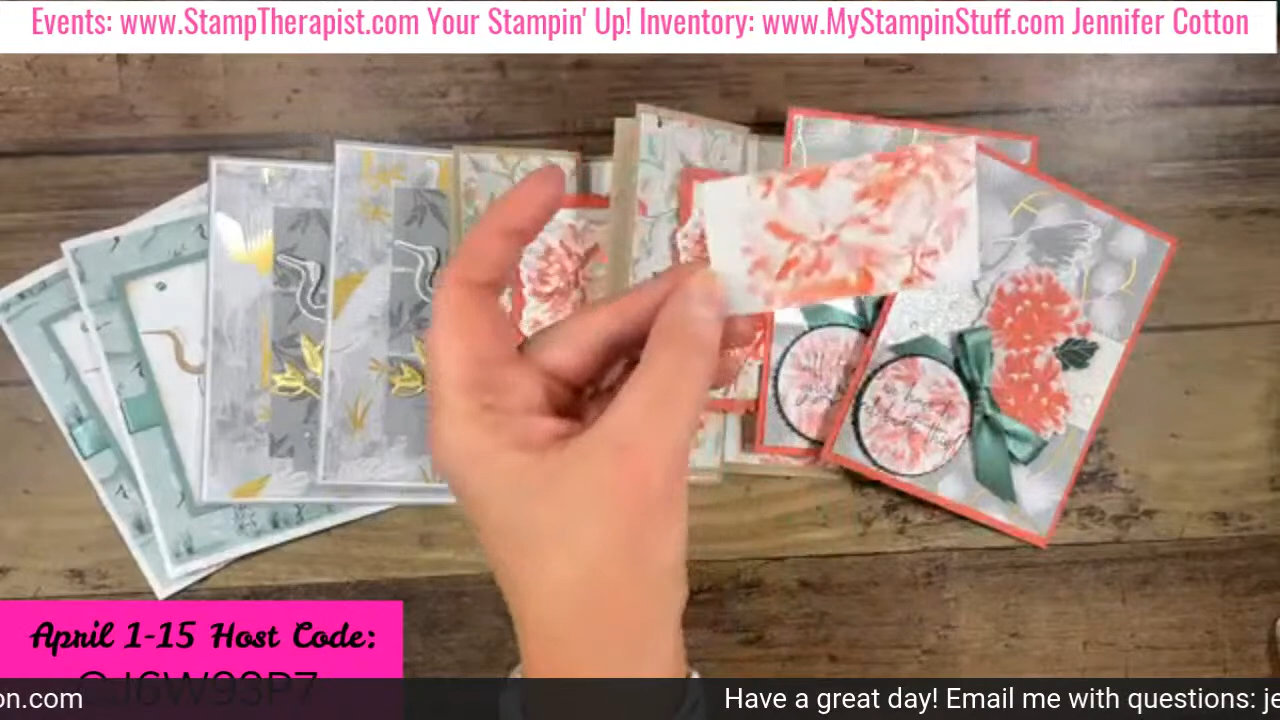 Events: www.StampTherapist.com Your Stampin' Up! Inventory: www.MyStampinStuff.com Jennifer Cotton
April 1-15 Host Code:
on.com Have a great day! Email me with questions: je